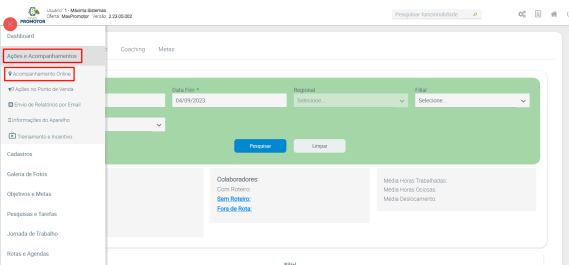 Usuário: 1 - Máxima Sistemas
Oferta: MaxPromotor Versão: 2.23.05.002
PROMOTOR
Pesquisar funcionalidade
Dashboard
Ações e Acompanhamentos
Coaching Metas
Acompanhamento Online
Ações no Ponto de Venda
Envio de Relatórios por Email
Informações do Aparelho
Treinamento e Incentivo
Cadastros
Galeria de Fotos
Objetivos e Metas
Pesquisas e Tarefas
Jornada de Trabalho
Rotas e Agendas
Data Fim: *
Regional
Filial
04/09/2023
Selecione...
Selecione...
Pesquisar
Limpar
Colaboradores:
Com Roteiro:
Sem Roteiro:
Fora de Rota:
Média Horas Trabalhadas:
Média Horas Ociosas:
Média Deslocamento: